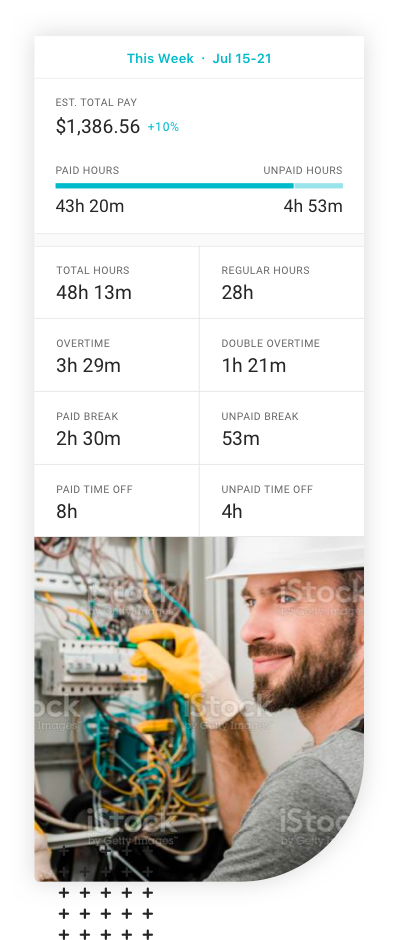 This Week · Jul 15-21
EST. TOTAL PAY
$1,386.56 +10%
PAID HOURS UNPAID HOURS
43h 20m 4h 53m
TOTAL HOURS REGULAR HOURS
48h 13m 28h
OVERTIME DOUBLE OVERTIME
3h 29m 1h 21m
PAID BREAK UNPAID BREAK
2h 30m 53m
PAID TIME OFF UNPAID TIME OFF
8h 4h
iStock iStock
by Getty Images
ock iStock
y Images by Getty Images
iStock iStock
by Getty Images